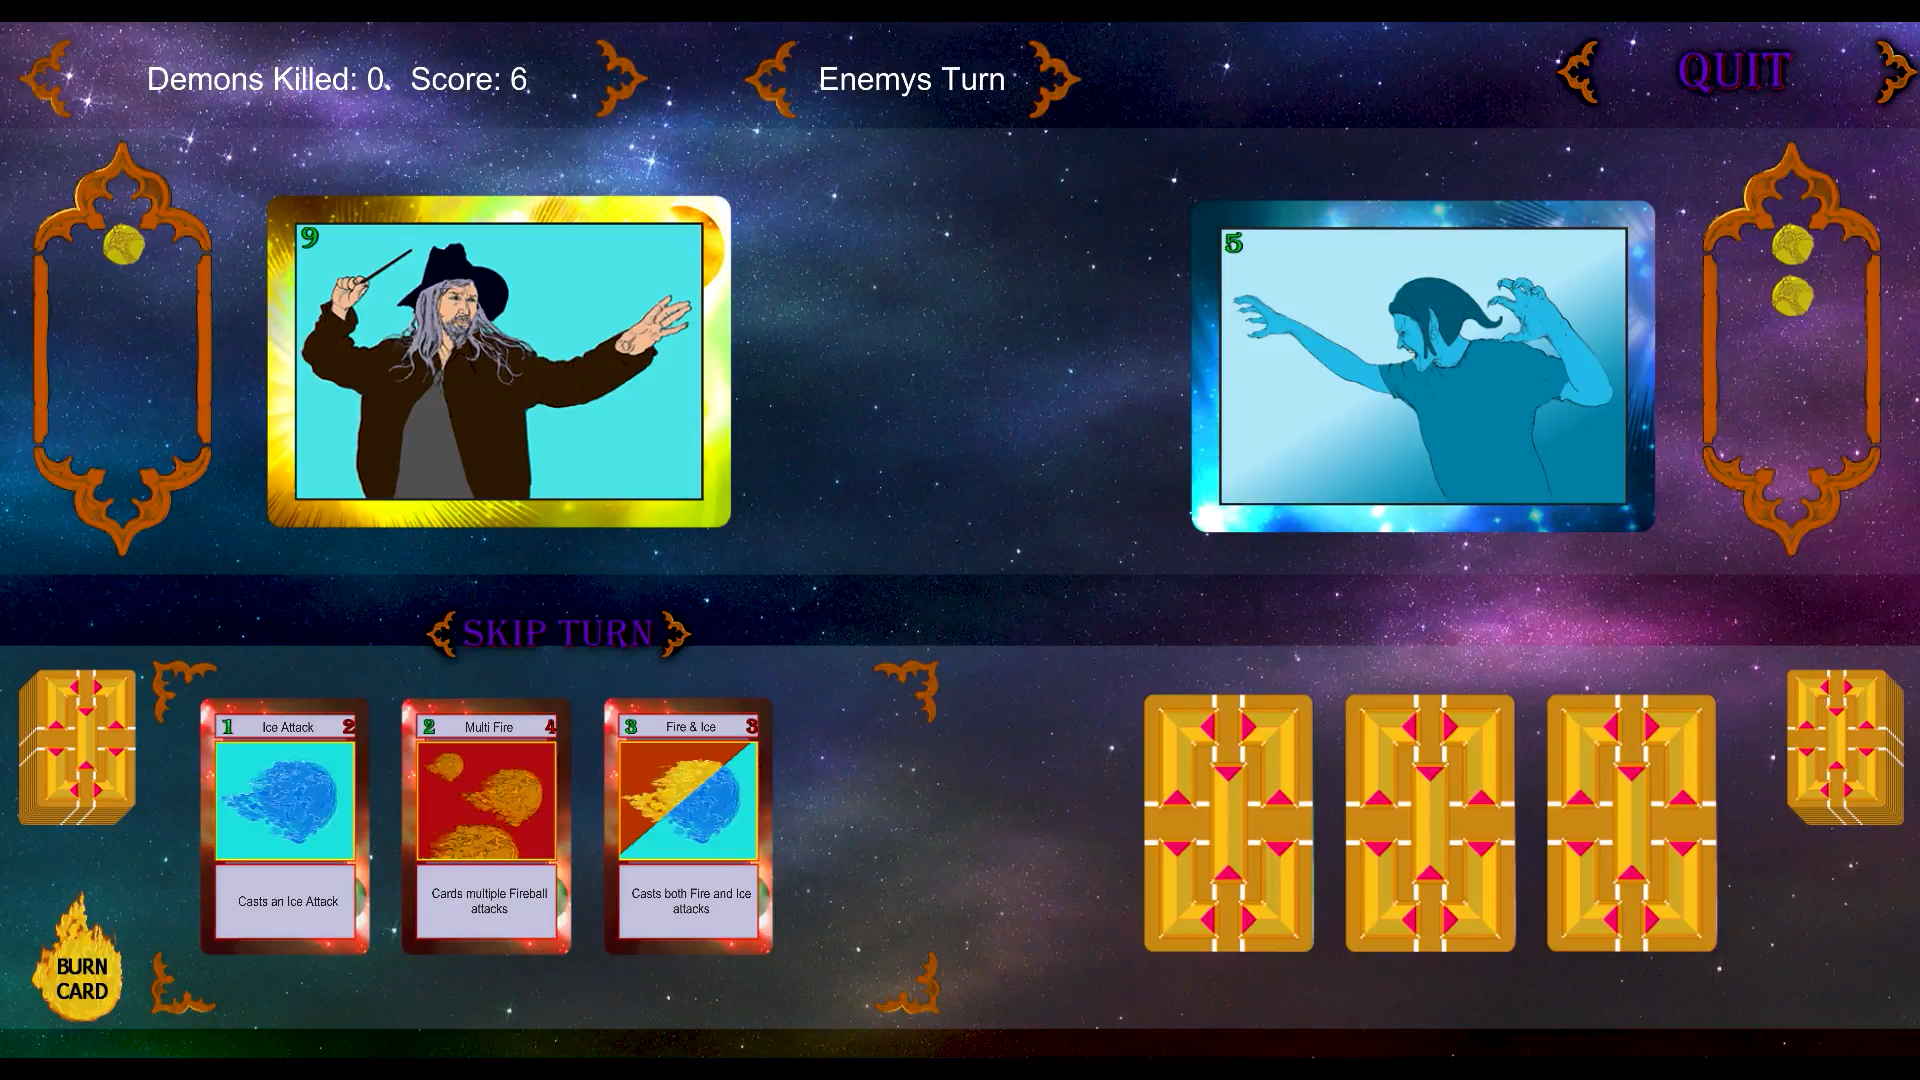 Demons Killed: 0.  Score: 6
Enemys Turn
QUIT
9
5
SKIP TURN
1 Ice Attack 2
Casts an Ice Attack
2 Multi Fire 4
Cards multiple Fireball
attacks
3 Fire & Ice 3
Casts both Fire and Ice
attacks
BURN
CARD